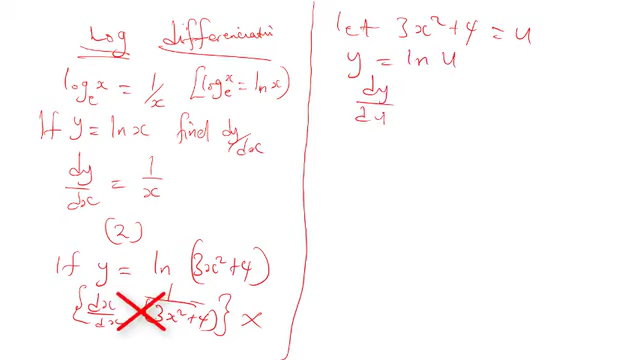 Log differenciatii
log_e^x = 1/x [log_e^x = ln x]
If y = ln x find dy/dx
dy/dx = 1/x
(2)
If y = ln (3x² + 4)
{dx/dx 1/(3x² + 4)} ×
let 3x² + 4 = u
y = ln u
dy/du